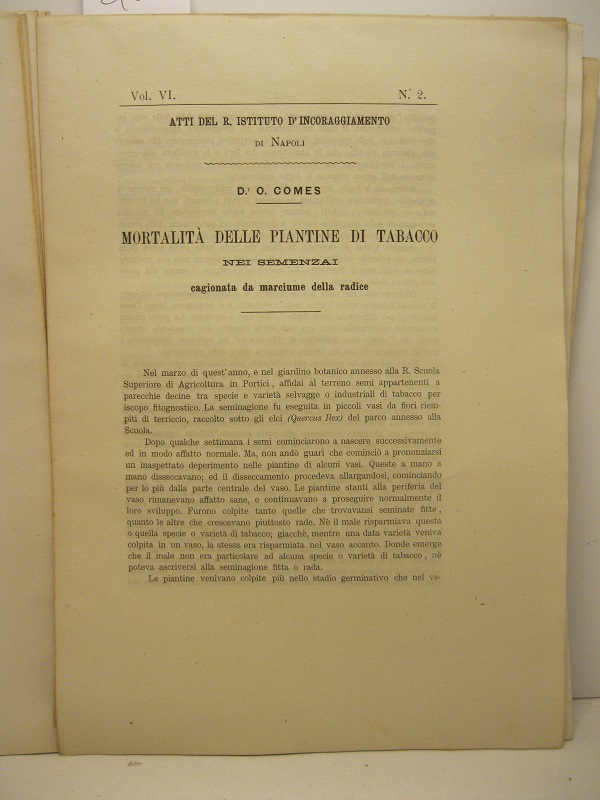 Vol. VI.
N.° 2.
ATTI DEL R. ISTITUTO D'INCORAGGIAMENTO
DI NAPOLI
D.r O. COMES
MORTALITÀ DELLE PIANTINE DI TABACCO
NEI SEMENZAI
cagionata da marciume della radice
Nel marzo di quest'anno, e nel giardino botanico annesso alla R. Scuola
Superiore di Agricoltura in Portici, affidai al terreno semi appartenenti a
parecchie decine tra specie e varietà selvagge o industriali di tabacco per
iscopo fitognostico. La seminagione fu eseguita in piccoli vasi da fiori riem-
piti di terriccio, raccolto sotto gli elci (Quercus Ilex) del parco annesso alla
Scuola.
Dopo qualche settimana i semi cominciarono a nascere successivamente
ed in modo affatto normale. Ma, non andò guari che cominciò a pronunziarsi
un inaspettato deperimento nelle piantine di alcuni vasi. Queste a mano a
mano disseccavano; ed il disseccamento procedeva allargandosi, cominciando
per lo più dalla parte centrale del vaso. Le piantine stanti alla periferia del
vaso rimanevano affatto sane, e continuavano a proseguire normalmente il
loro sviluppo. Furono colpite tanto quelle che trovavansi seminate fitte,
quanto le altre che crescevano piuttosto rade. Nè il male risparmiava questa
o quella specie o varietà di tabacco; giacchè, mentre una data varietà veniva
colpita in un vaso, la stessa era risparmiata nel vaso accanto. Donde emerge
che il male non era particolare ad alcuna specie o varietà di tabacco, nè
poteva ascriversi alla seminagione fitta o rada.
Le piantine venivano colpite più nello stadio germinativo che nel ve-